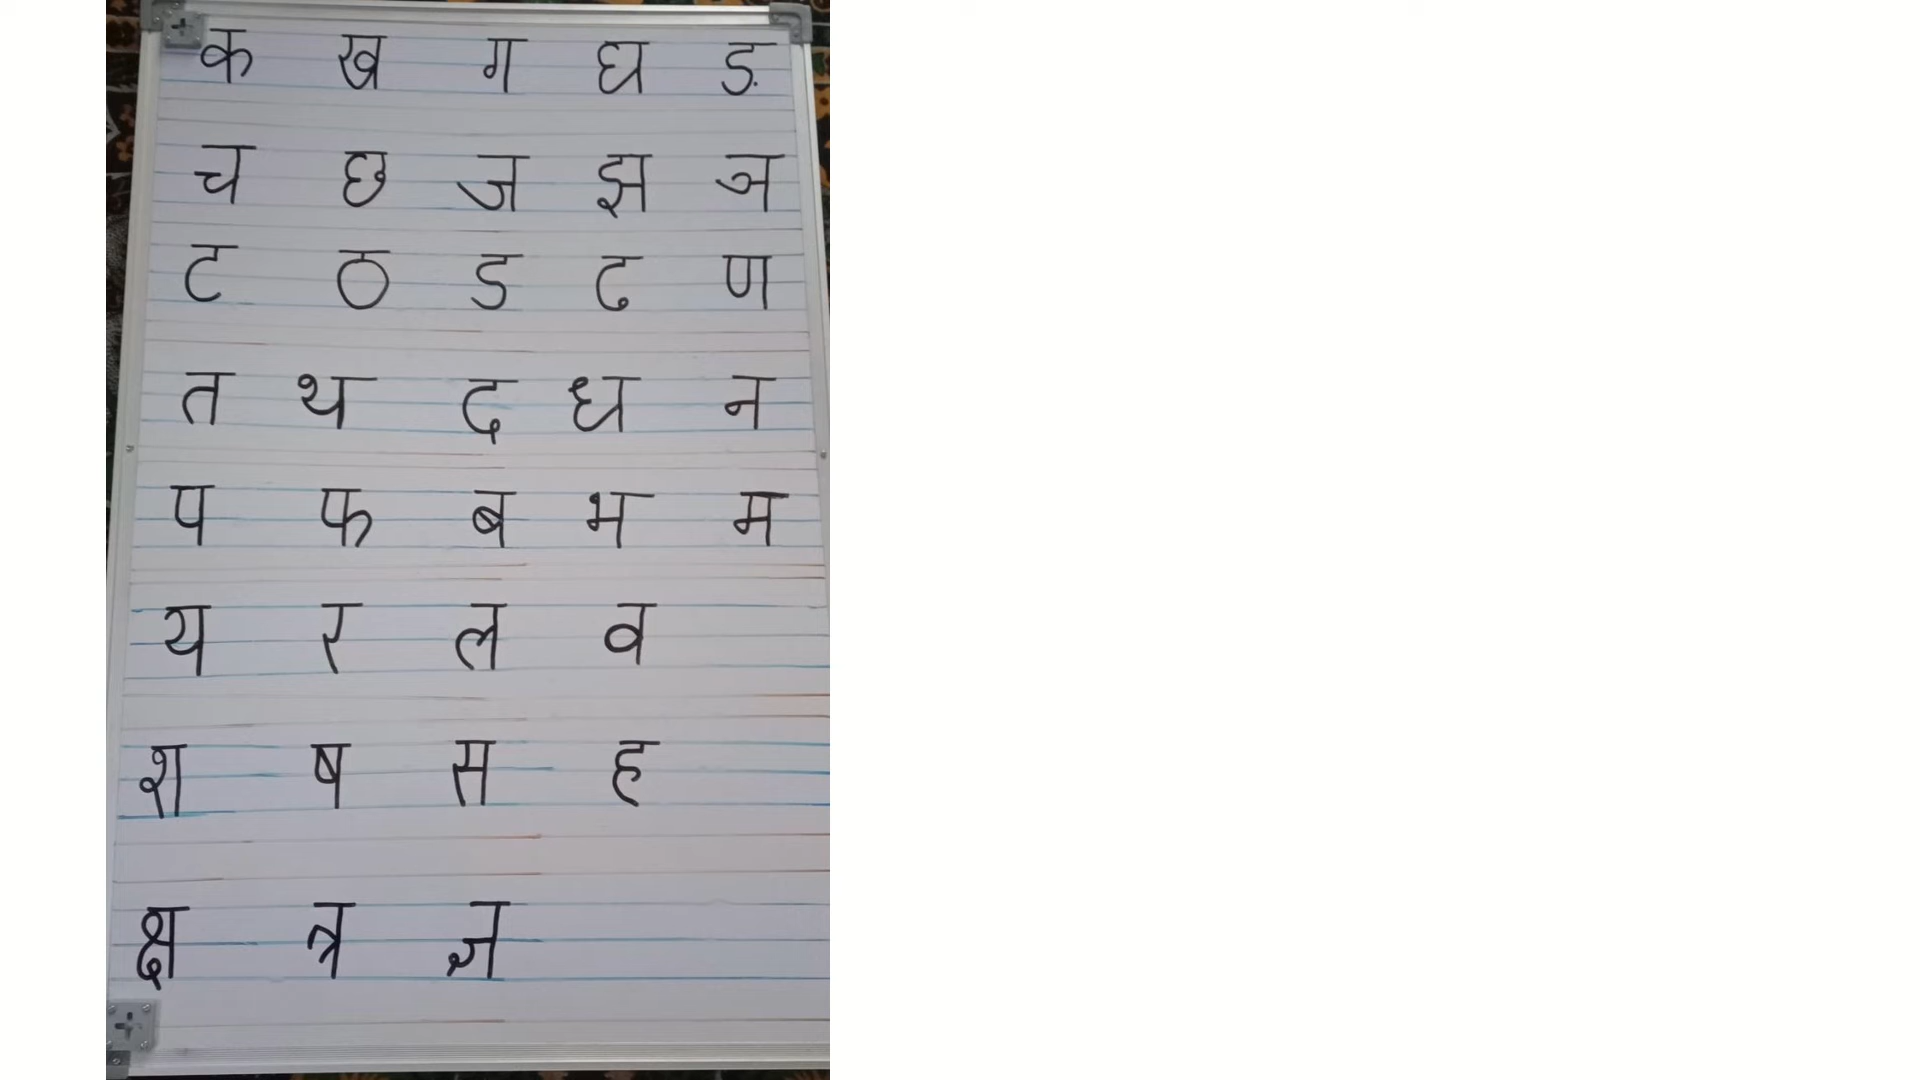 क ख ग घ ङ
च छ ज झ ञ
ट ठ ड ढ ण
त थ द ध न
प फ ब भ म
य र ल व
श ष स ह
क्ष त्र ज्ञ